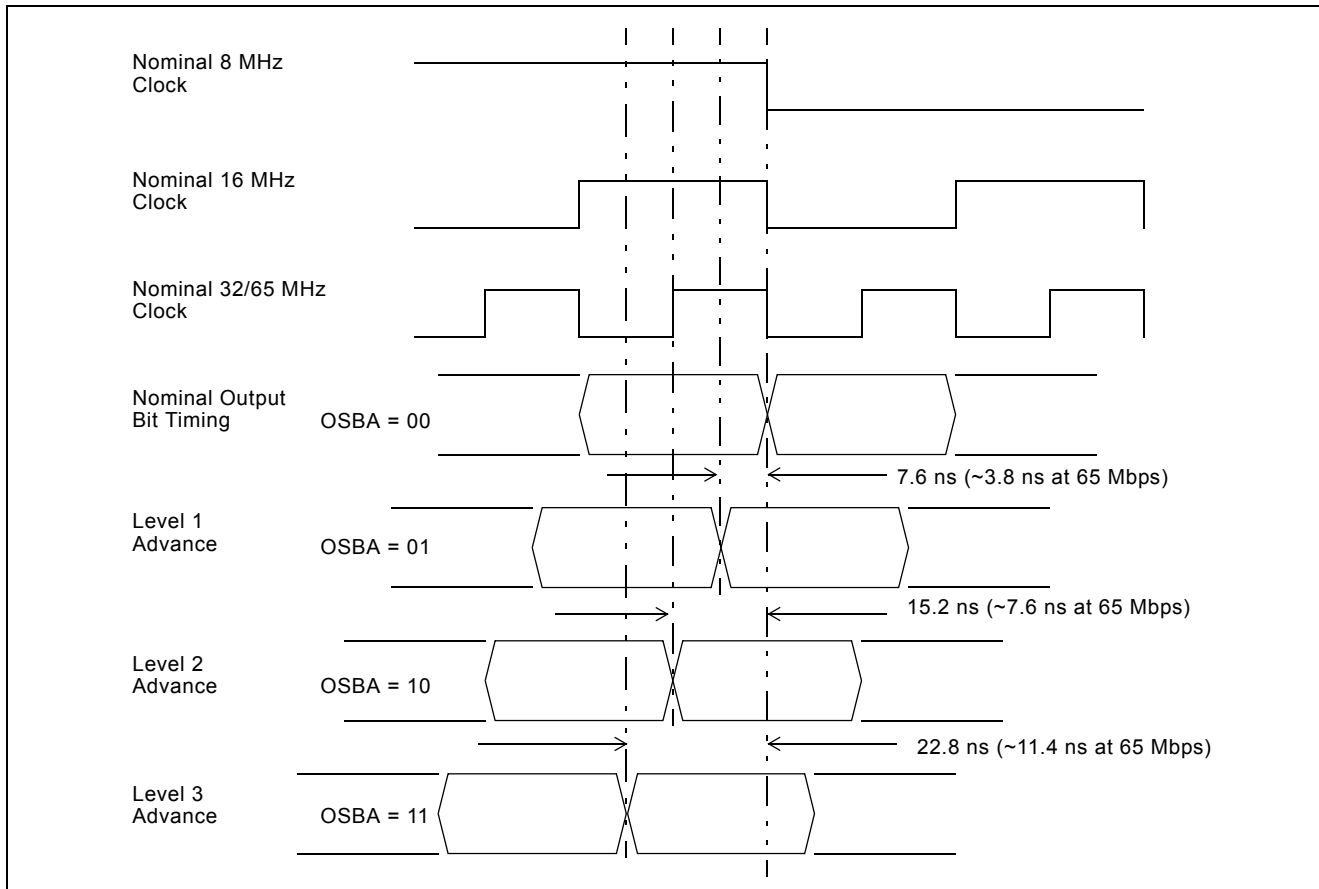 Nominal 8 MHz
Clock
Nominal 16 MHz
Clock
Nominal 32/65 MHz
Clock
Nominal Output
Bit Timing
OSBA = 00
7.6 ns (~3.8 ns at 65 Mbps)
Level 1
Advance
OSBA = 01
15.2 ns (~7.6 ns at 65 Mbps)
Level 2
Advance
OSBA = 10
22.8 ns (~11.4 ns at 65 Mbps)
Level 3
Advance
OSBA = 11